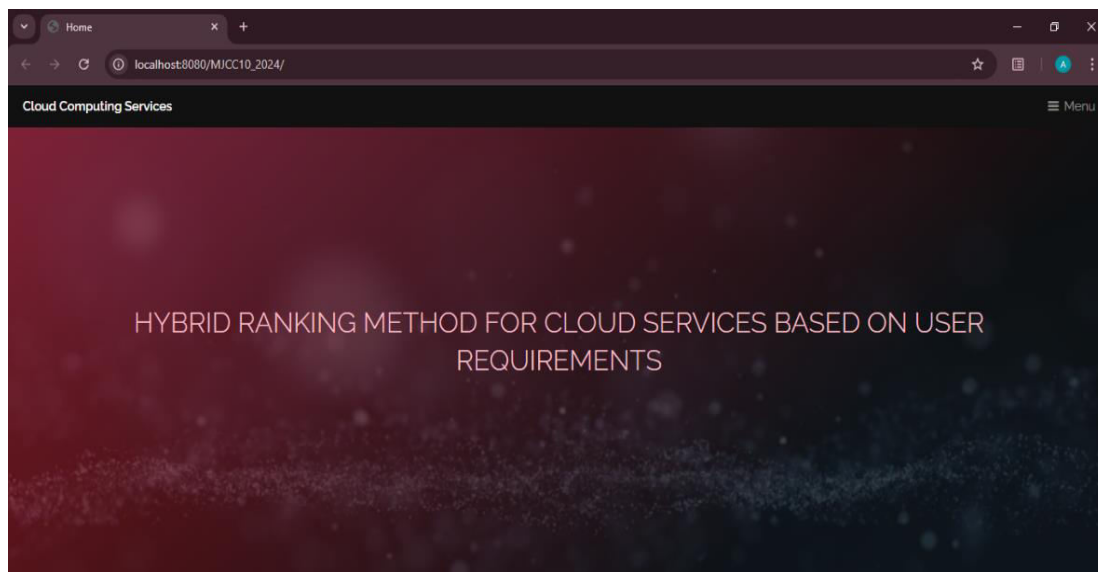 Home
localhost:8080/MJCC10_2024/
A
Cloud Computing Services
Menu
HYBRID RANKING METHOD FOR CLOUD SERVICES BASED ON USER
REQUIREMENTS